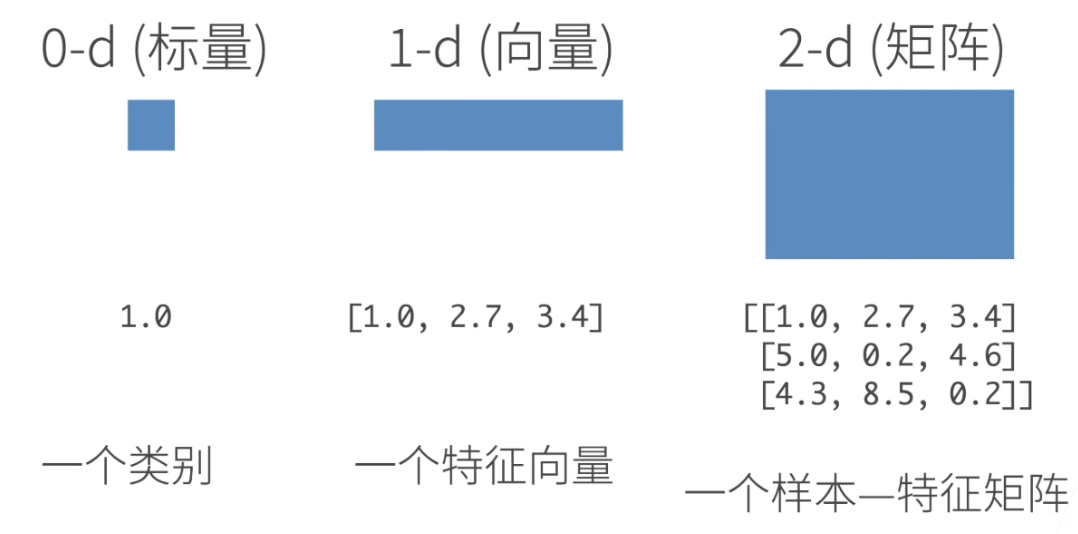 0-d (标量)
1-d (向量)
2-d (矩阵)
1.0
[1.0, 2.7, 3.4]
[[1.0, 2.7, 3.4]
[5.0, 0.2, 4.6]
[4.3, 8.5, 0.2]]
一个类别
一个特征向量
一个样本—特征矩阵